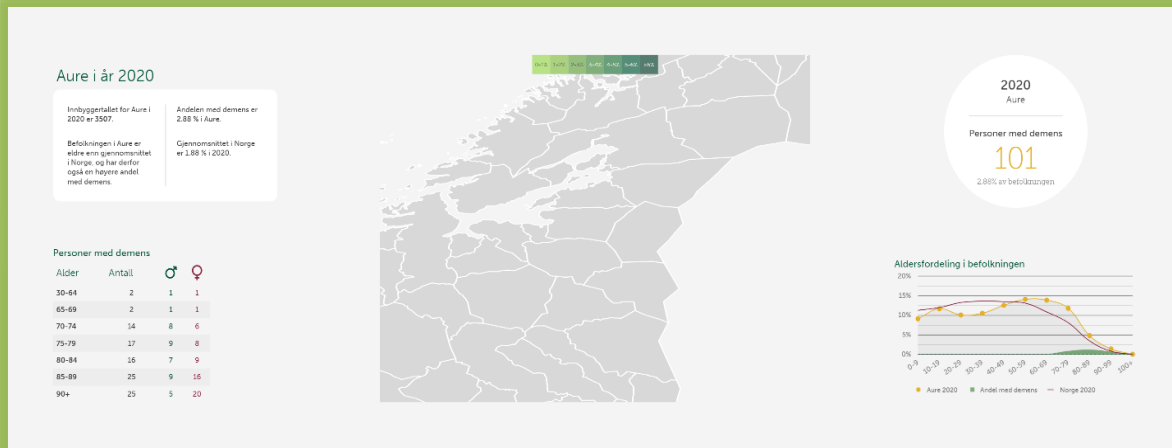 Aure i år 2020
Innbyggertallet for Aure i
2020 er 3507.
Befolkningen i Aure er
eldre enn gjennomsnittet
i Norge, og har derfor
også en høyere andel
med demens.
Andelen med demens er
2.88 % i Aure.
Gjennomsnittet i Norge
er 1.88 % i 2020.
Personer med demens
Alder Antall ♂ ♀
30-64 2 1 1
65-69 2 1 1
70-74 14 8 6
75-79 17 9 8
80-84 16 7 9
85-89 25 9 16
90+ 25 5 20
2020
Aure
Personer med demens
101
2.88% av befolkningen
Aldersfordeling i befolkningen
20%
15%
10%
5%
0%
0-9 10-19 20-29 30-39 40-49 50-59 60-69 70-79 80-89 90-99 100+
Aure 2020 Andel med demens Norge 2020